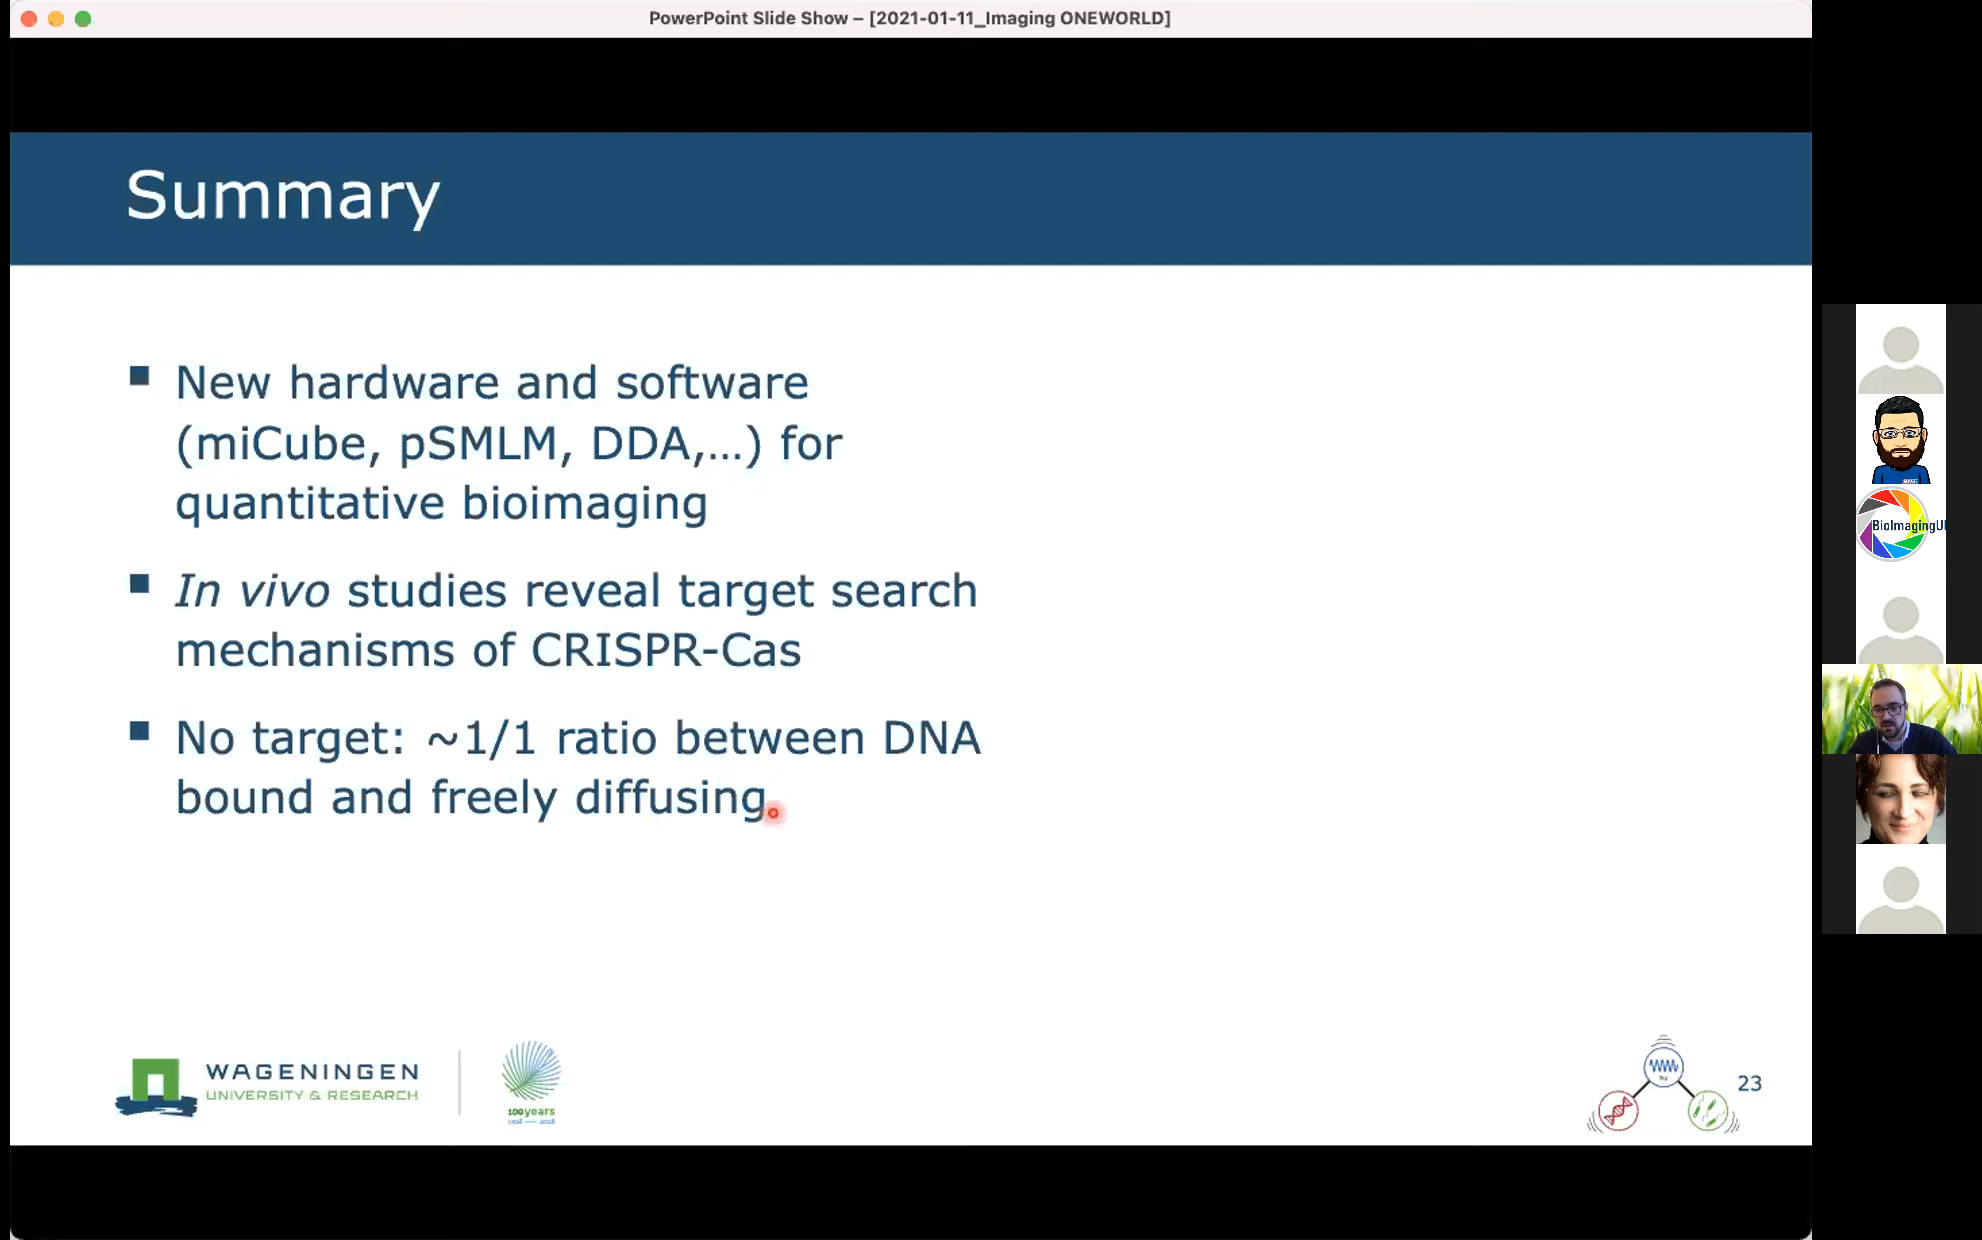 PowerPoint Slide Show – [2021-01-11_Imaging ONEWORLD]
Summary
New hardware and software
(miCube, pSMLM, DDA,...) for
quantitative bioimaging
In vivo studies reveal target search
mechanisms of CRISPR-Cas
No target: ~1/1 ratio between DNA
bound and freely diffusing
WAGENINGEN
UNIVERSITY & RESEARCH
100years
1918 — 2018
23
BioImagingU